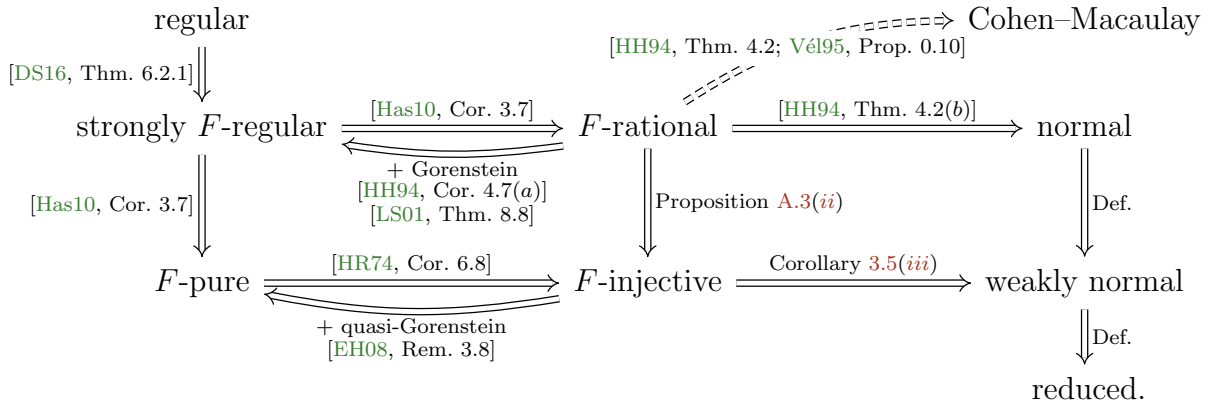 regular
Cohen–Macaulay
[HH94, Thm. 4.2; Vél95, Prop. 0.10]
[DS16, Thm. 6.2.1]
strongly F-regular
[Has10, Cor. 3.7]
F-rational
[HH94, Thm. 4.2(b)]
normal
+ Gorenstein
[HH94, Cor. 4.7(a)]
[LS01, Thm. 8.8]
[Has10, Cor. 3.7]
Proposition A.3(ii)
Def.
F-pure
[HR74, Cor. 6.8]
F-injective
Corollary 3.5(iii)
weakly normal
+ quasi-Gorenstein
[EH08, Rem. 3.8]
Def.
reduced.